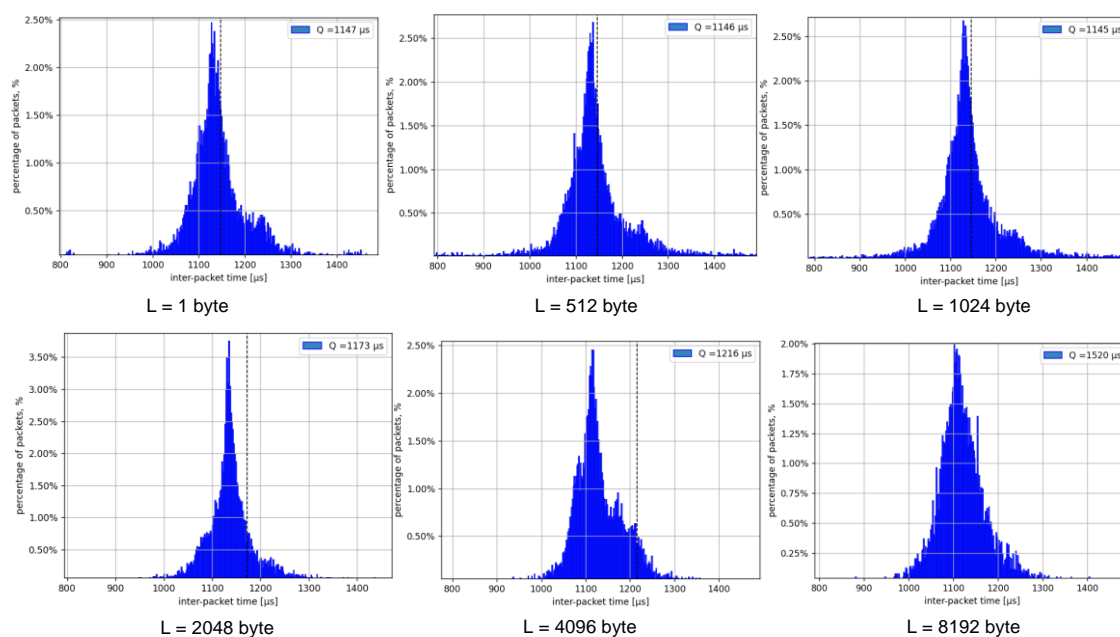 Q =1147 μs
2.50%
2.00%
1.50%
1.00%
0.50%
percentage of packets, %
800 900 1000 1100 1200 1300 1400
inter-packet time [μs]
L = 1 byte
Q =1146 μs
2.50%
2.00%
1.50%
1.00%
0.50%
percentage of packets, %
800 900 1000 1100 1200 1300 1400
inter-packet time [μs]
L = 512 byte
Q =1145 μs
2.50%
2.00%
1.50%
1.00%
0.50%
percentage of packets, %
800 900 1000 1100 1200 1300 1400
inter-packet time [μs]
L = 1024 byte
Q =1173 μs
3.50%
3.00%
2.50%
2.00%
1.50%
1.00%
0.50%
percentage of packets, %
800 900 1000 1100 1200 1300 1400
inter-packet time [μs]
L = 2048 byte
Q =1216 μs
2.50%
2.00%
1.50%
1.00%
0.50%
percentage of packets, %
800 900 1000 1100 1200 1300 1400
inter-packet time [μs]
L = 4096 byte
Q =1520 μs
2.00%
1.75%
1.50%
1.25%
1.00%
0.75%
0.50%
0.25%
percentage of packets, %
800 900 1000 1100 1200 1300 1400
inter-packet time [μs]
L = 8192 byte